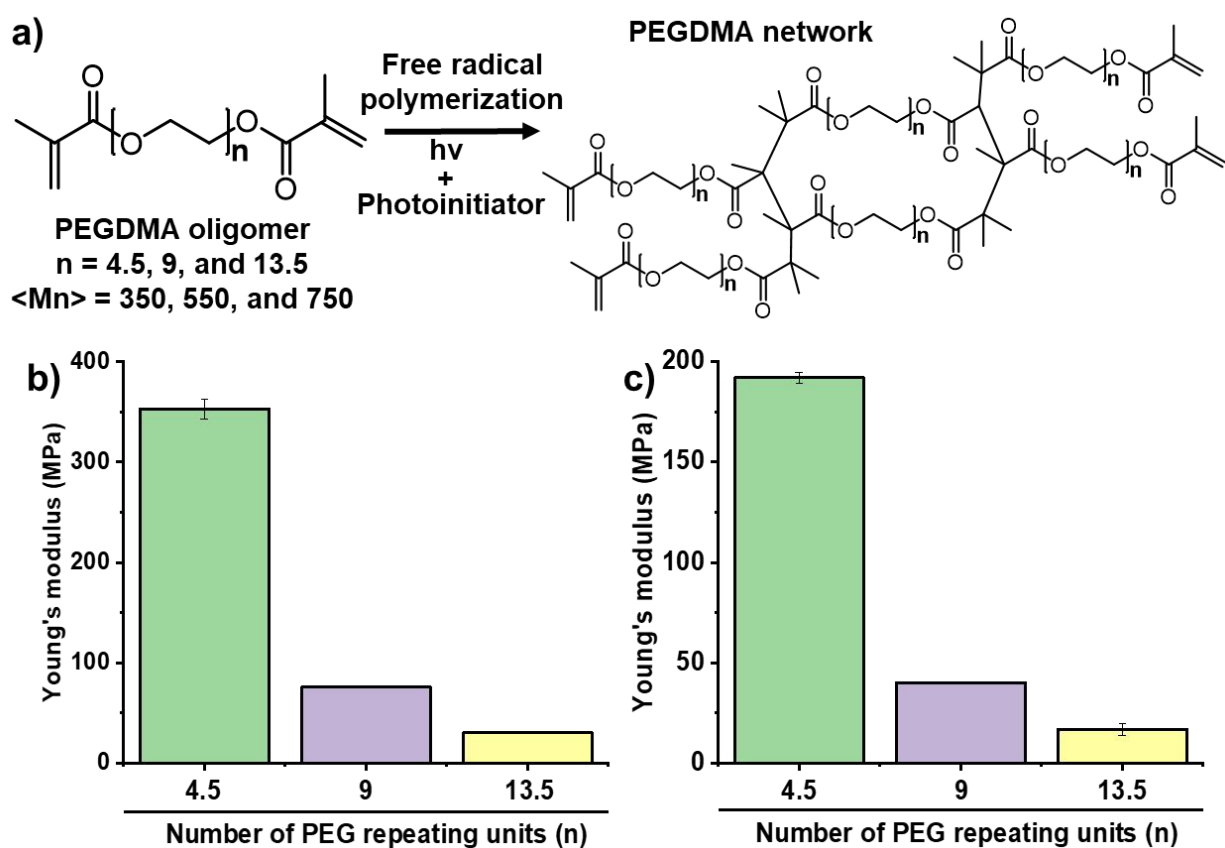 a)
PEGDMA network
Free radical
polymerization
hv
+
Photoinitiator
O
O
n
O
O
PEGDMA oligomer
n = 4.5, 9, and 13.5
<Mn> = 350, 550, and 750
O
O
n
O
O
O
O
n
O
O
O
O
n
O
O
O
O
n
O
O
O
O
n
O
O
O
O
n
O
O
b)
Young's modulus (MPa)
400
300
200
100
0
4.5
9
13.5
Number of PEG repeating units (n)
c)
Young's modulus (MPa)
200
150
100
50
0
4.5
9
13.5
Number of PEG repeating units (n)